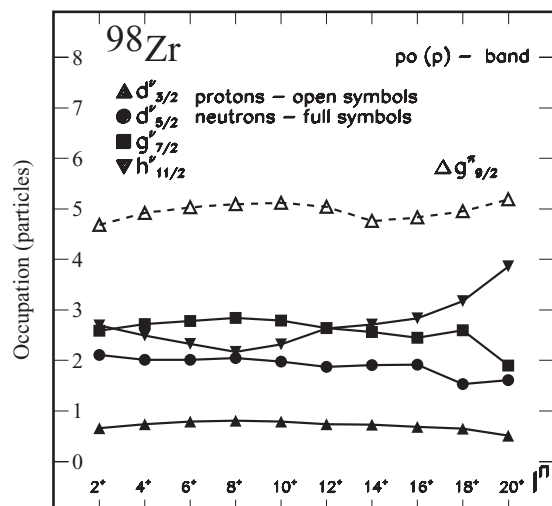 ⁹⁸Zr
po (p) – band
d^ν_3/2 protons – open symbols
d^ν_5/2 neutrons – full symbols
g^ν_7/2
h^ν_11/2
g^π_9/2
Occupation (particles)
8
7
6
5
4
3
2
1
0
2⁺ 4⁺ 6⁺ 8⁺ 10⁺ 12⁺ 14⁺ 16⁺ 18⁺ 20⁺ I^Π